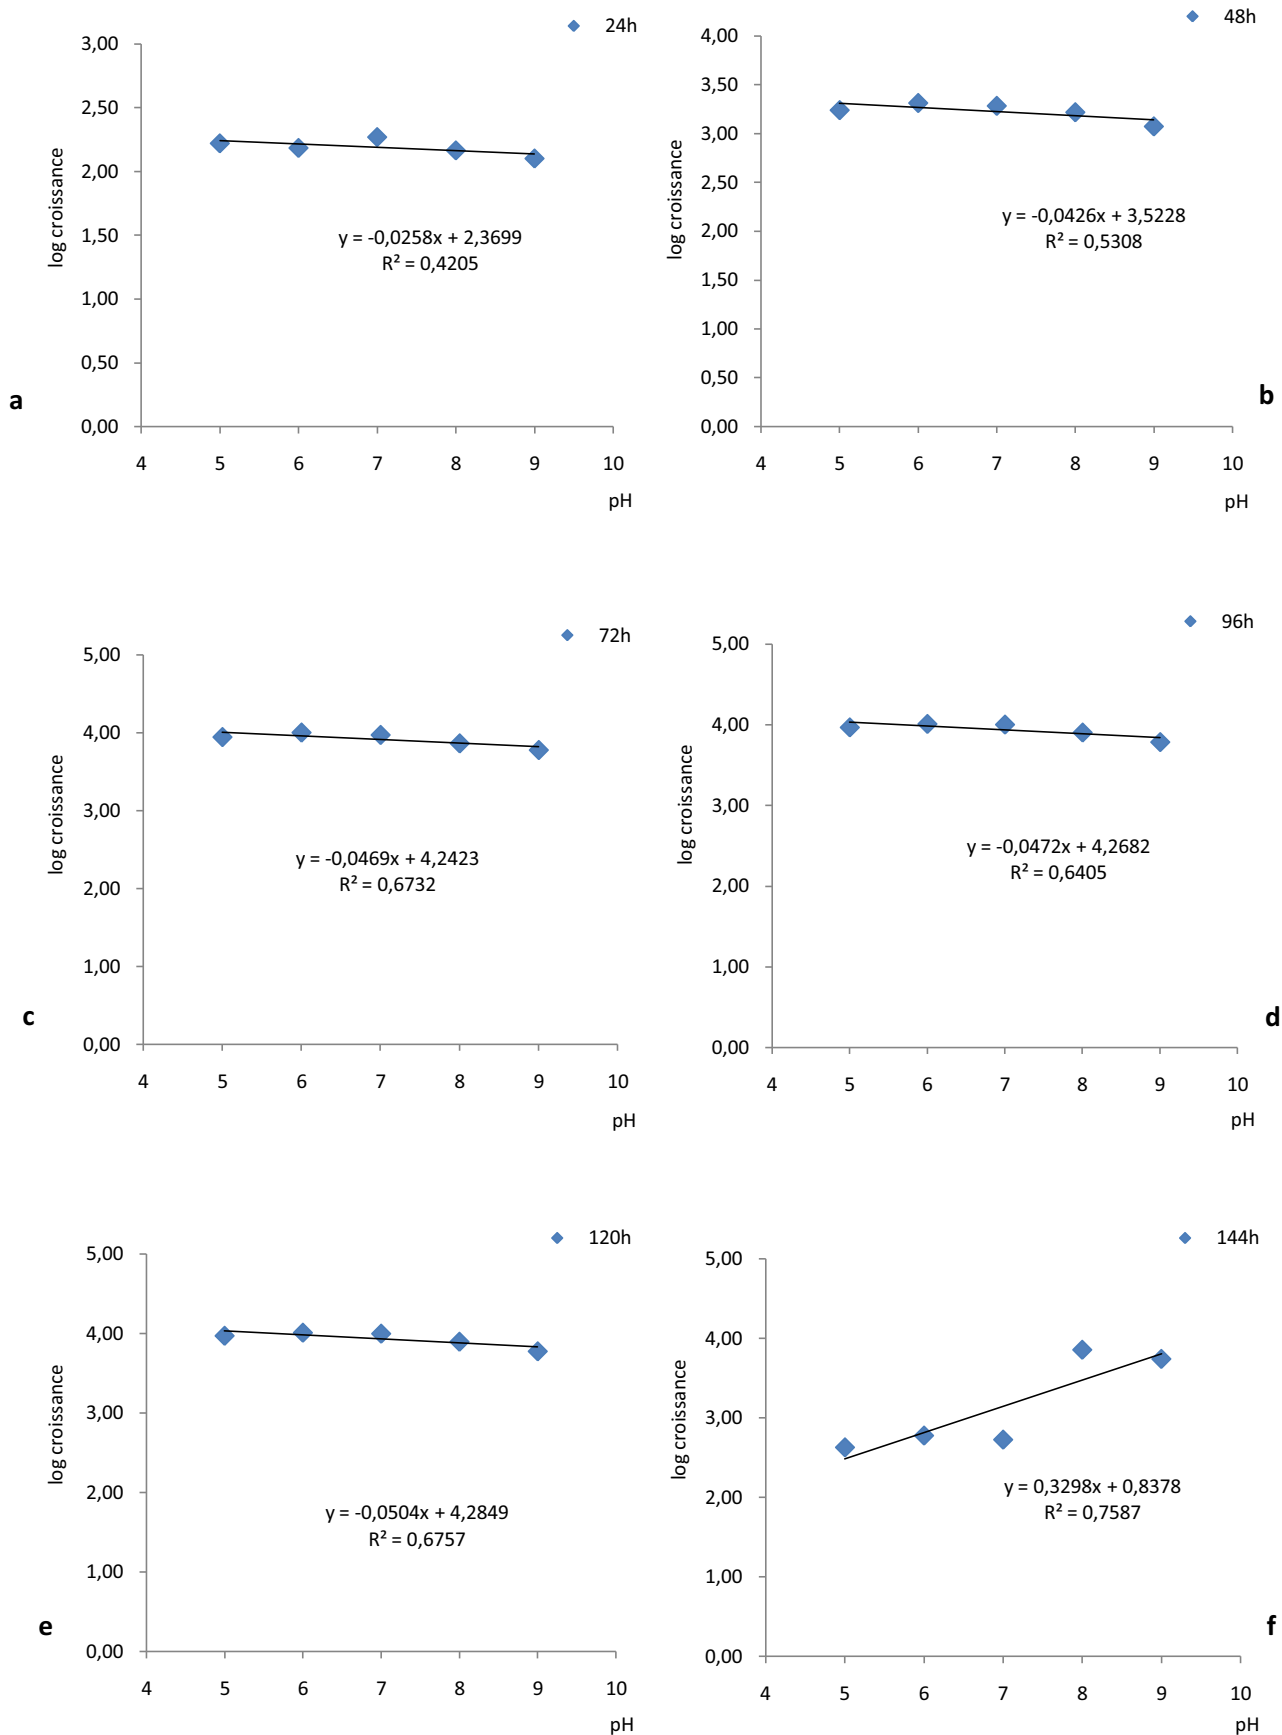 24h
3,00
2,50
2,00
1,50
1,00
0,50
0,00
log croissance
y = -0,0258x + 2,3699
R² = 0,4205
4 5 6 7 8 9 10
pH
a
48h
4,00
3,50
3,00
2,50
2,00
1,50
1,00
0,50
0,00
log croissance
y = -0,0426x + 3,5228
R² = 0,5308
4 5 6 7 8 9 10
pH
b
72h
5,00
4,00
3,00
2,00
1,00
0,00
log croissance
y = -0,0469x + 4,2423
R² = 0,6732
4 5 6 7 8 9 10
pH
c
96h
5,00
4,00
3,00
2,00
1,00
0,00
log croissance
y = -0,0472x + 4,2682
R² = 0,6405
4 5 6 7 8 9 10
pH
d
120h
5,00
4,00
3,00
2,00
1,00
0,00
log croissance
y = -0,0504x + 4,2849
R² = 0,6757
4 5 6 7 8 9 10
pH
e
144h
5,00
4,00
3,00
2,00
1,00
0,00
log croissance
y = 0,3298x + 0,8378
R² = 0,7587
4 5 6 7 8 9 10
pH
f